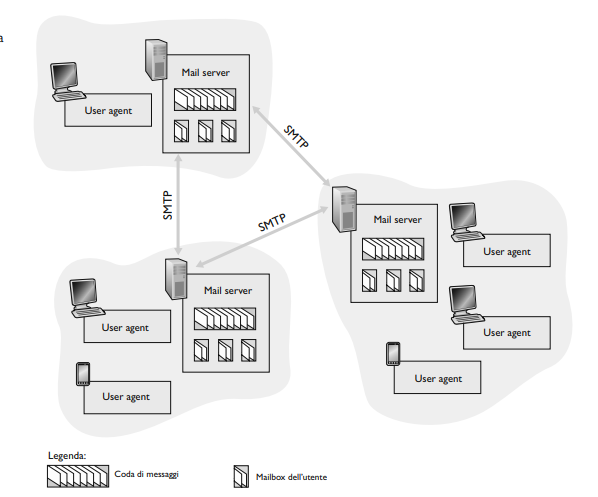 a
Mail server
User agent
SMTP
SMTP
SMTP
Mail server
User agent
User agent
User agent
Mail server
User agent
User agent
Legenda:
Coda di messaggi
Mailbox dell'utente